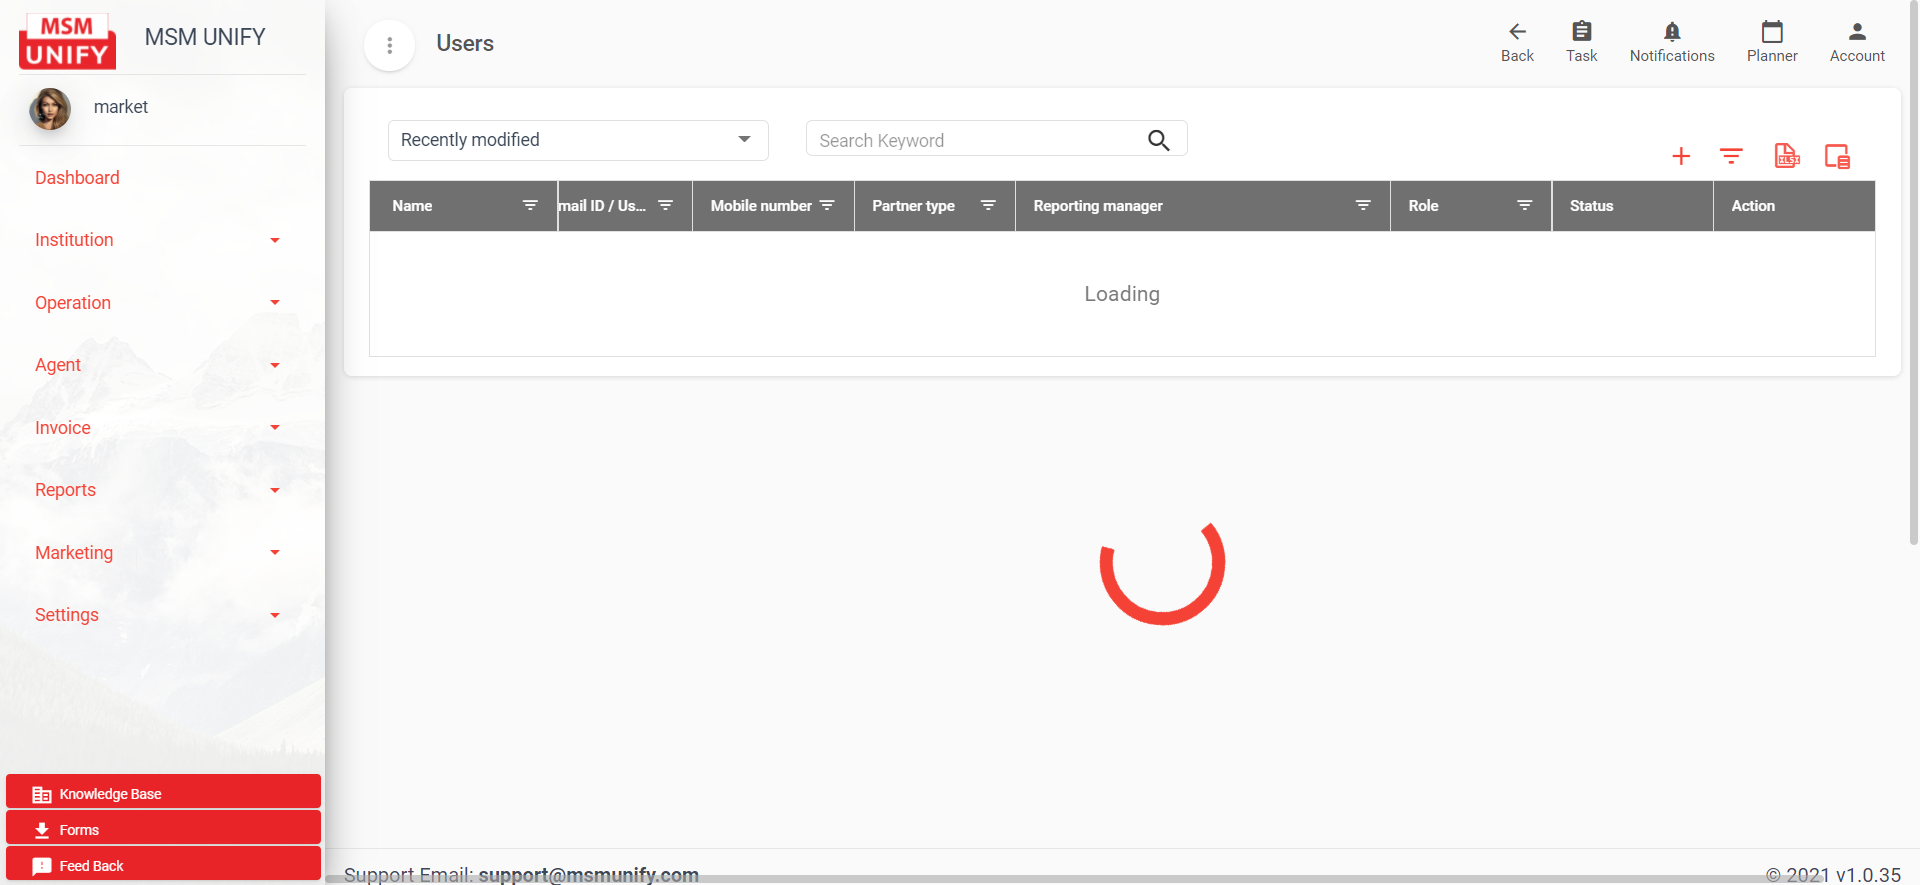 MSM
UNIFY
MSM UNIFY
market
Dashboard
Institution
Operation
Agent
Invoice
Reports
Marketing
Settings
Knowledge Base
Forms
Feed Back
Users
Back
Task
Notifications
Planner
Account
Recently modified
Search Keyword
XLSX
Name
mail ID / Us...
Mobile number
Partner type
Reporting manager
Role
Status
Action
Loading
Support Email: support@msmunify.com
© 2021 v1.0.35